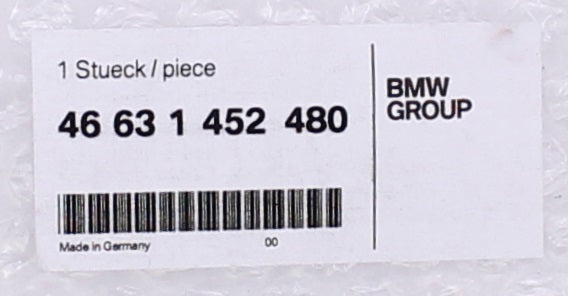 1 Stueck / piece
46 63 1 452 480
Made in Germany 00
BMW
GROUP